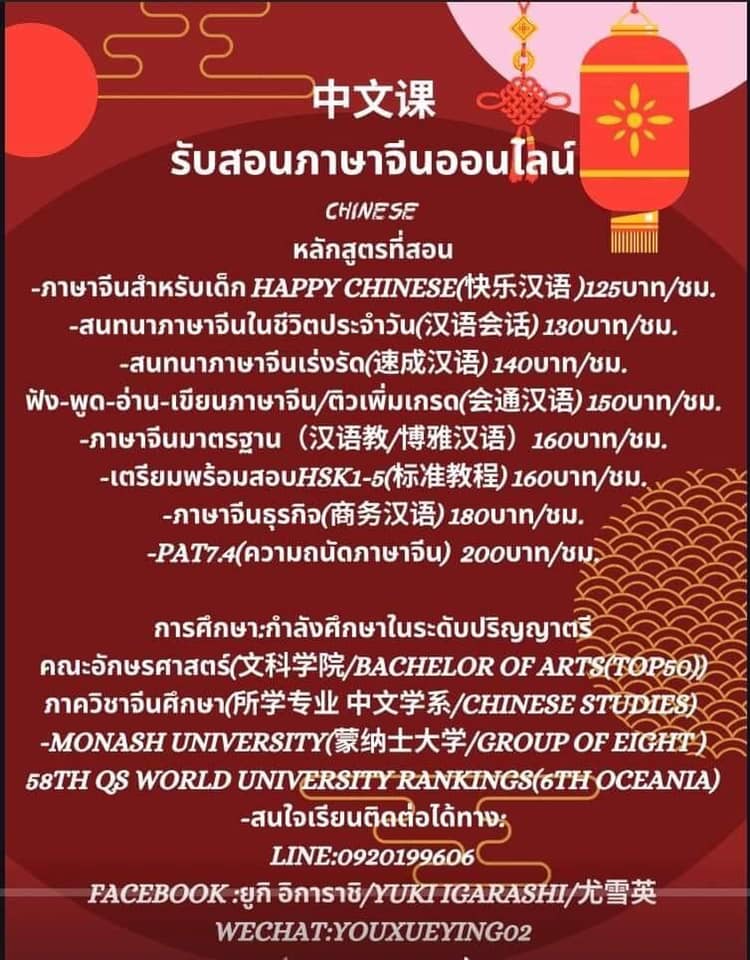 中文课
รับสอนภาษาจีนออนไลน์
CHINESE
หลักสูตรที่สอน
-ภาษาจีนสำหรับเด็ก HAPPY CHINESE(快乐汉语 )125บาท/ชม.
-สนทนาภาษาจีนในชีวิตประจำวัน(汉语会话) 130บาท/ชม.
-สนทนาภาษาจีนเร่งรัด(速成汉语) 140บาท/ชม.
ฟัง-พูด-อ่าน-เขียนภาษาจีน/ติวเพิ่มเกรด(会通汉语) 150บาท/ชม.
-ภาษาจีนมาตรฐาน（汉语教/博雅汉语）160บาท/ชม.
-เตรียมพร้อมสอบHSK1-5(标准教程) 160บาท/ชม.
-ภาษาจีนธุรกิจ(商务汉语) 180บาท/ชม.
-PAT7.4(ความถนัดภาษาจีน) 200บาท/ชม.
การศึกษา:กำลังศึกษาในระดับปริญญาตรี
คณะอักษรศาสตร์(文科学院/BACHELOR OF ARTS(TOP50))
ภาควิชาจีนศึกษา(所学专业 中文学系/CHINESE STUDIES)
-MONASH UNIVERSITY(蒙纳士大学/GROUP OF EIGHT )
58TH QS WORLD UNIVERSITY RANKINGS(6TH OCEANIA)
-สนใจเรียนติดต่อได้ทาง:
LINE:0920199606
FACEBOOK :ยูกิ อิการาชิ/YUKI IGARASHI/尤雪英
WECHAT:YOUXUEYING02